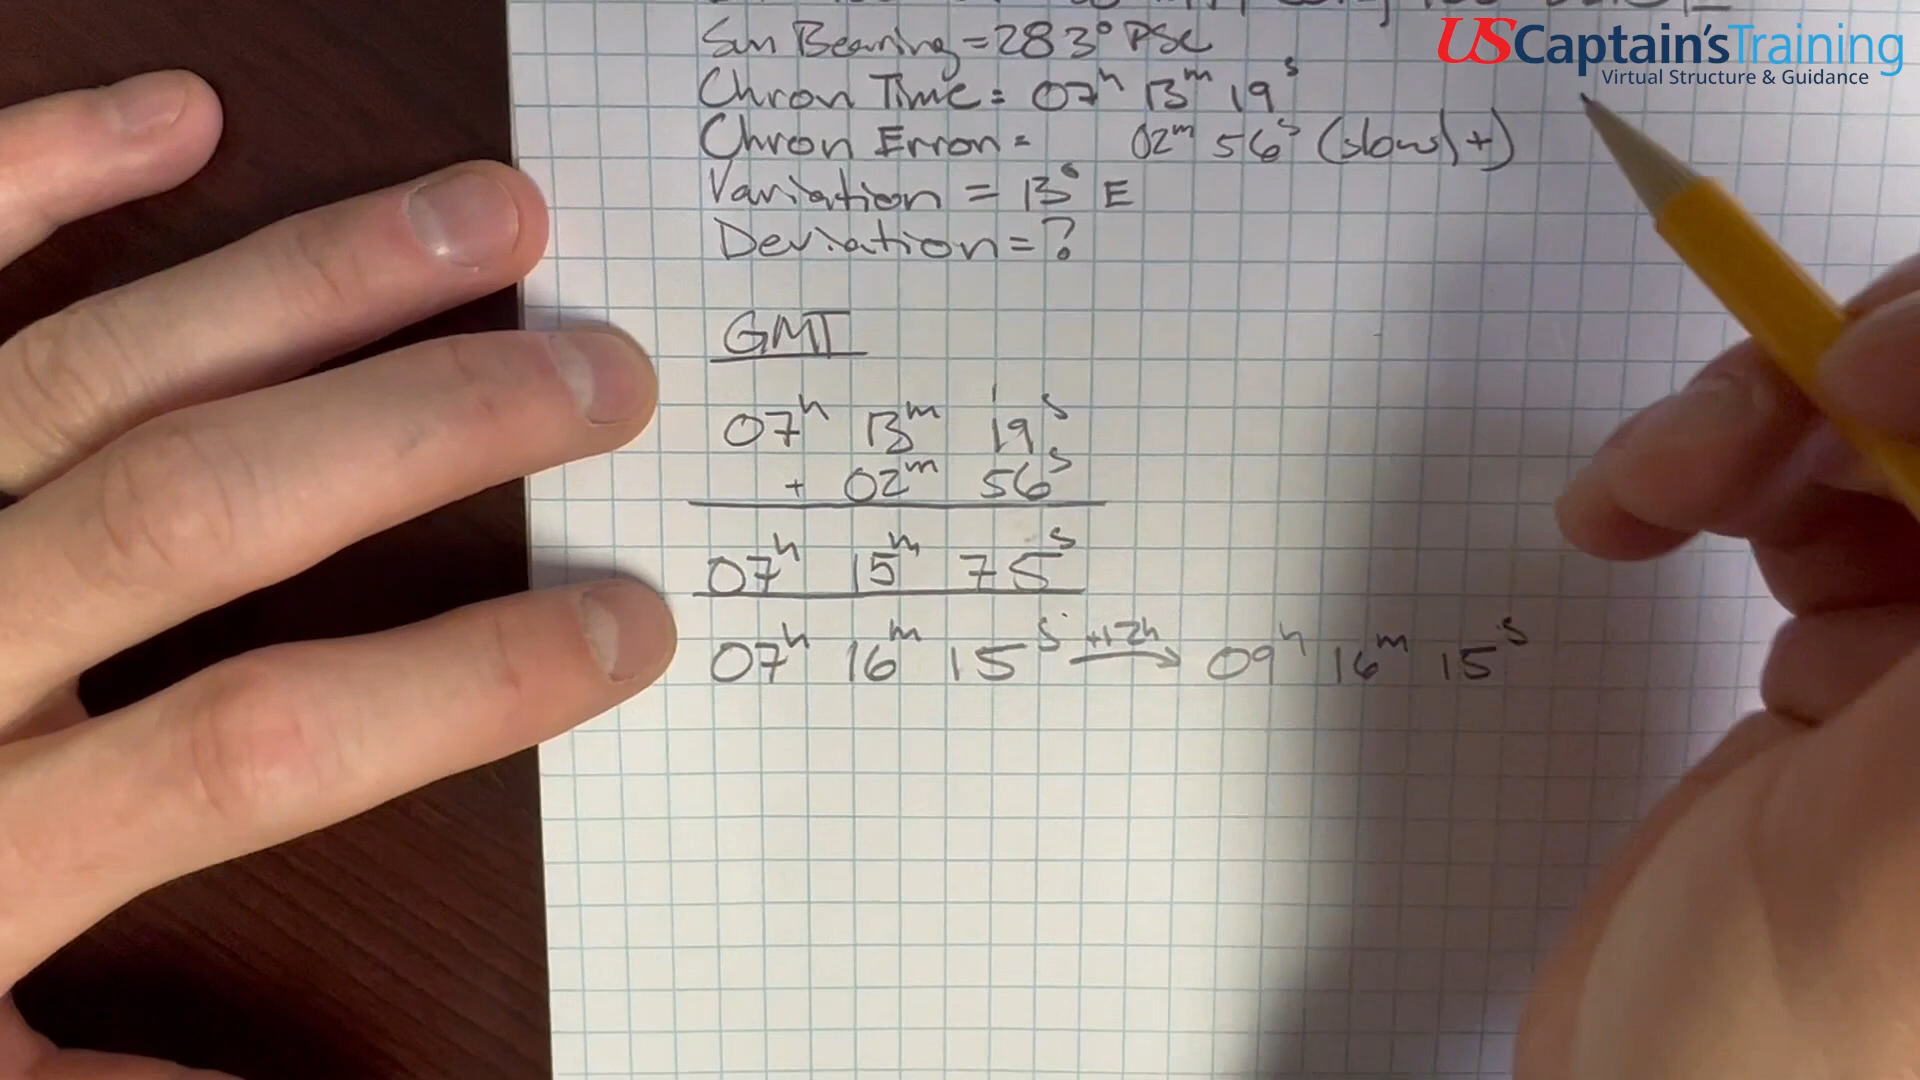 USCaptain'sTraining
Virtual Structure & Guidance
Sun Bearing = 283° PSC
Chron Time = 07h 13m 19s
Chron Error = 02m 56s (slow/+)
Variation = 13° E
Deviation = ?
GMT
07h 13m 19s
+ 02m 56s
07h 15m 75s
07h 16m 15s +12h 09h 16m 15s